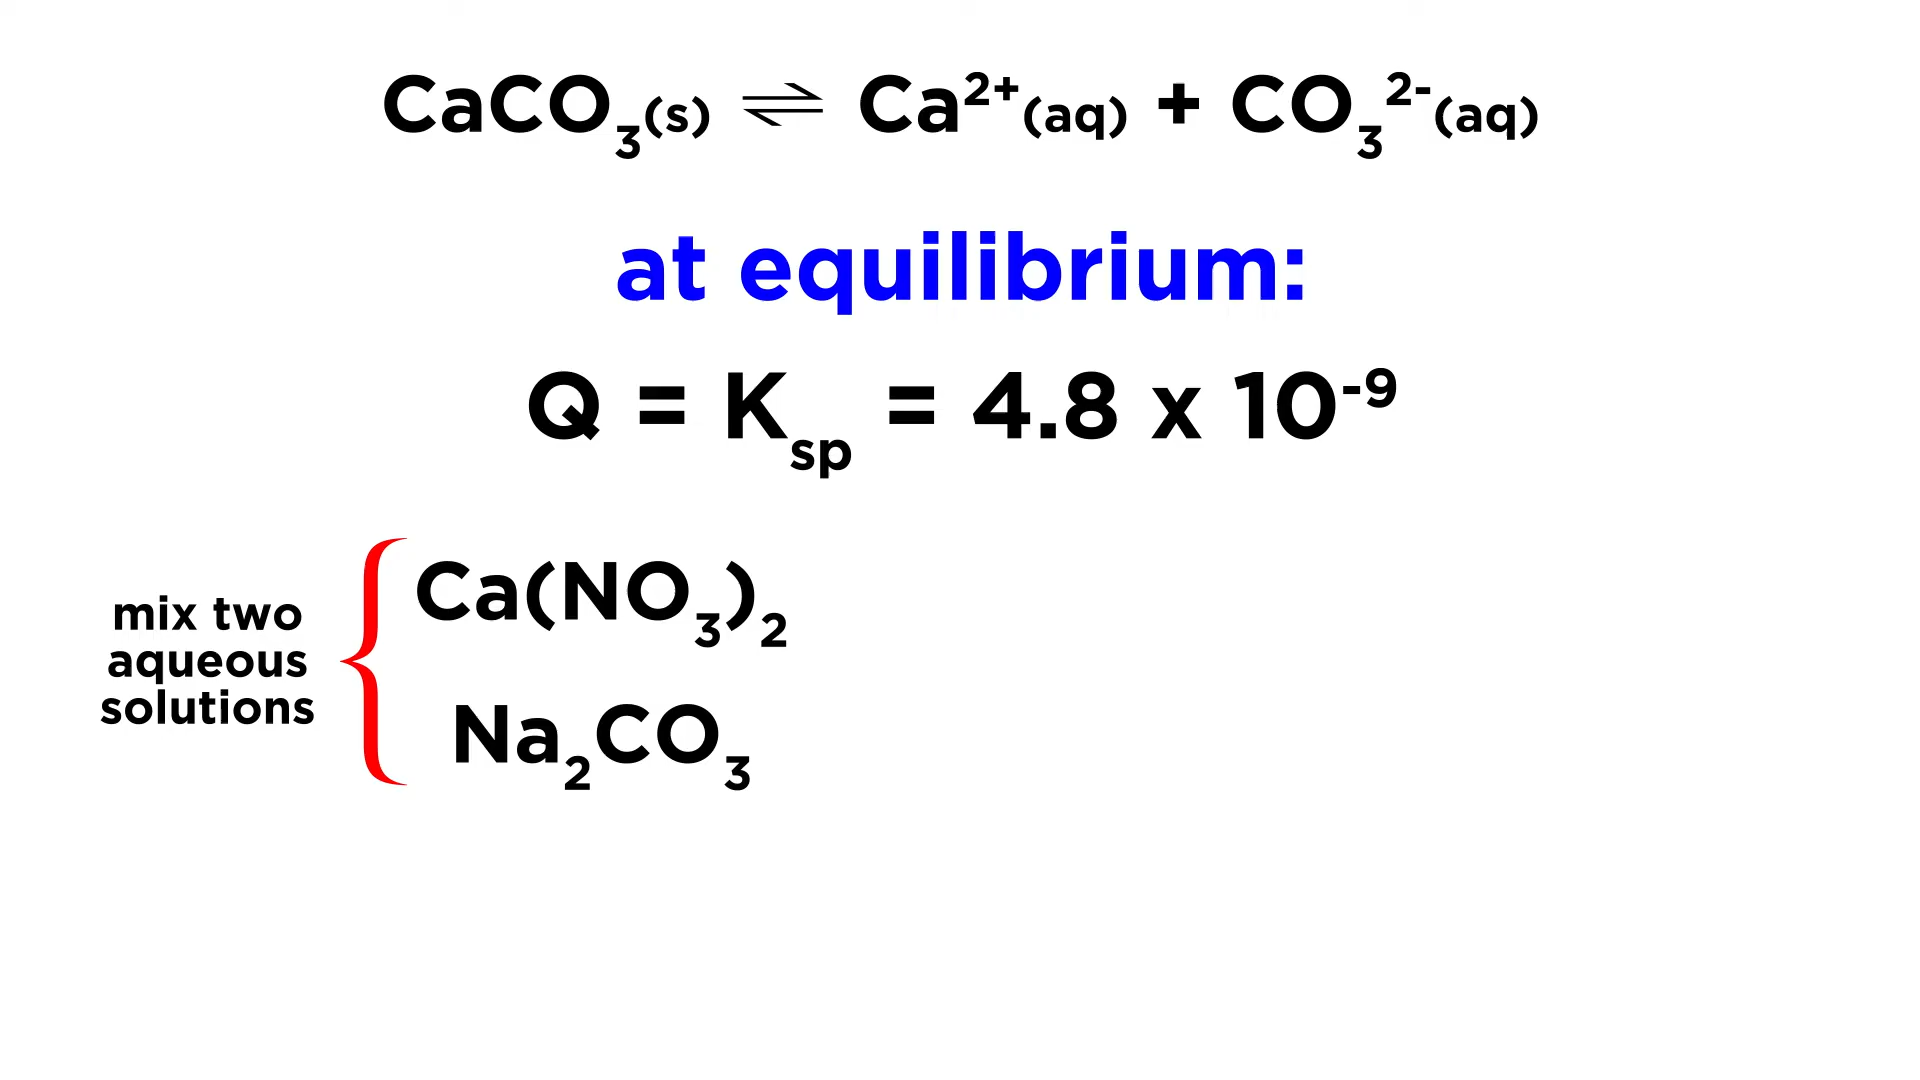 CaCO₃(s) ⇌ Ca²⁺(aq) + CO₃²⁻(aq)
at equilibrium:
Q = Kₛₚ = 4.8 x 10⁻⁹
mix two
aqueous
solutions
Ca(NO₃)₂
Na₂CO₃